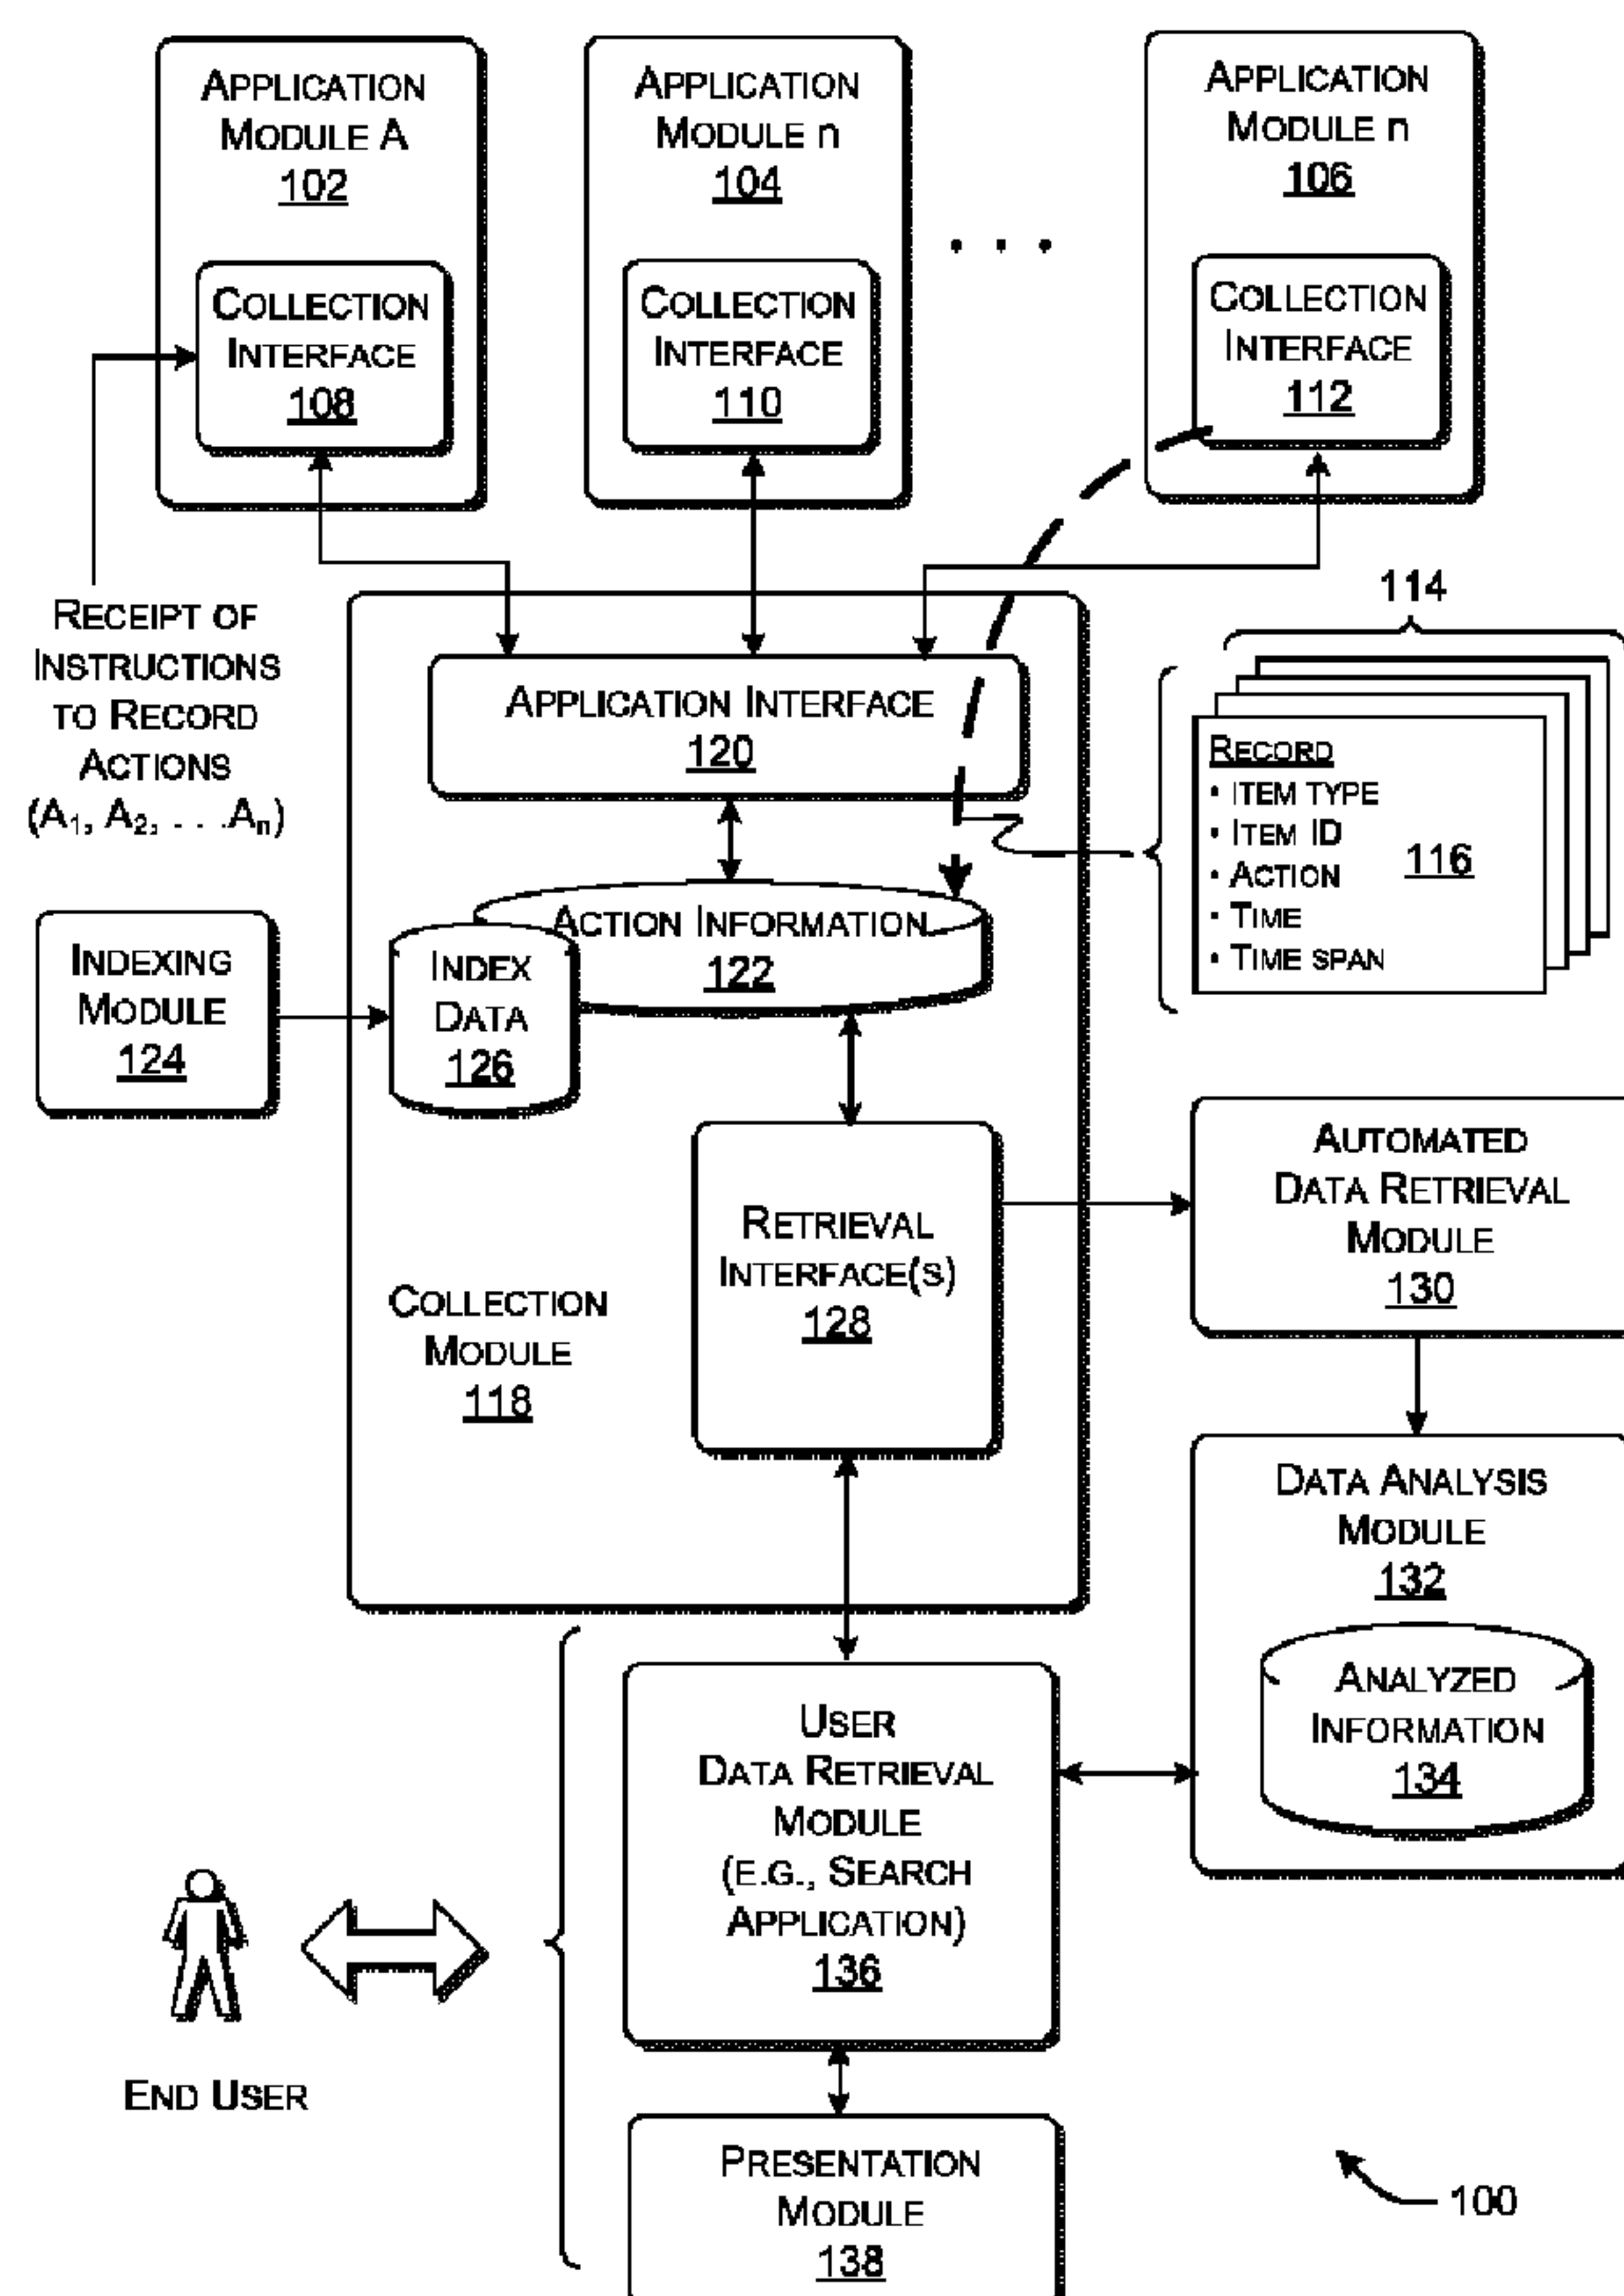 APPLICATION
MODULE A
102
COLLECTION
INTERFACE
108
APPLICATION
MODULE n
104
COLLECTION
INTERFACE
110
. . .
APPLICATION
MODULE n
106
COLLECTION
INTERFACE
112
RECEIPT OF
INSTRUCTIONS
TO RECORD
ACTIONS
(A1, A2, . . .An)
114
APPLICATION INTERFACE
120
RECORD
• ITEM TYPE
• ITEM ID
• ACTION
• TIME
• TIME SPAN
116
ACTION INFORMATION
122
INDEXING
MODULE
124
INDEX
DATA
126
RETRIEVAL
INTERFACE(S)
128
COLLECTION
MODULE
118
AUTOMATED
DATA RETRIEVAL
MODULE
130
DATA ANALYSIS
MODULE
132
ANALYZED
INFORMATION
134
USER
DATA RETRIEVAL
MODULE
(E.G., SEARCH
APPLICATION)
136
END USER
PRESENTATION
MODULE
138
100